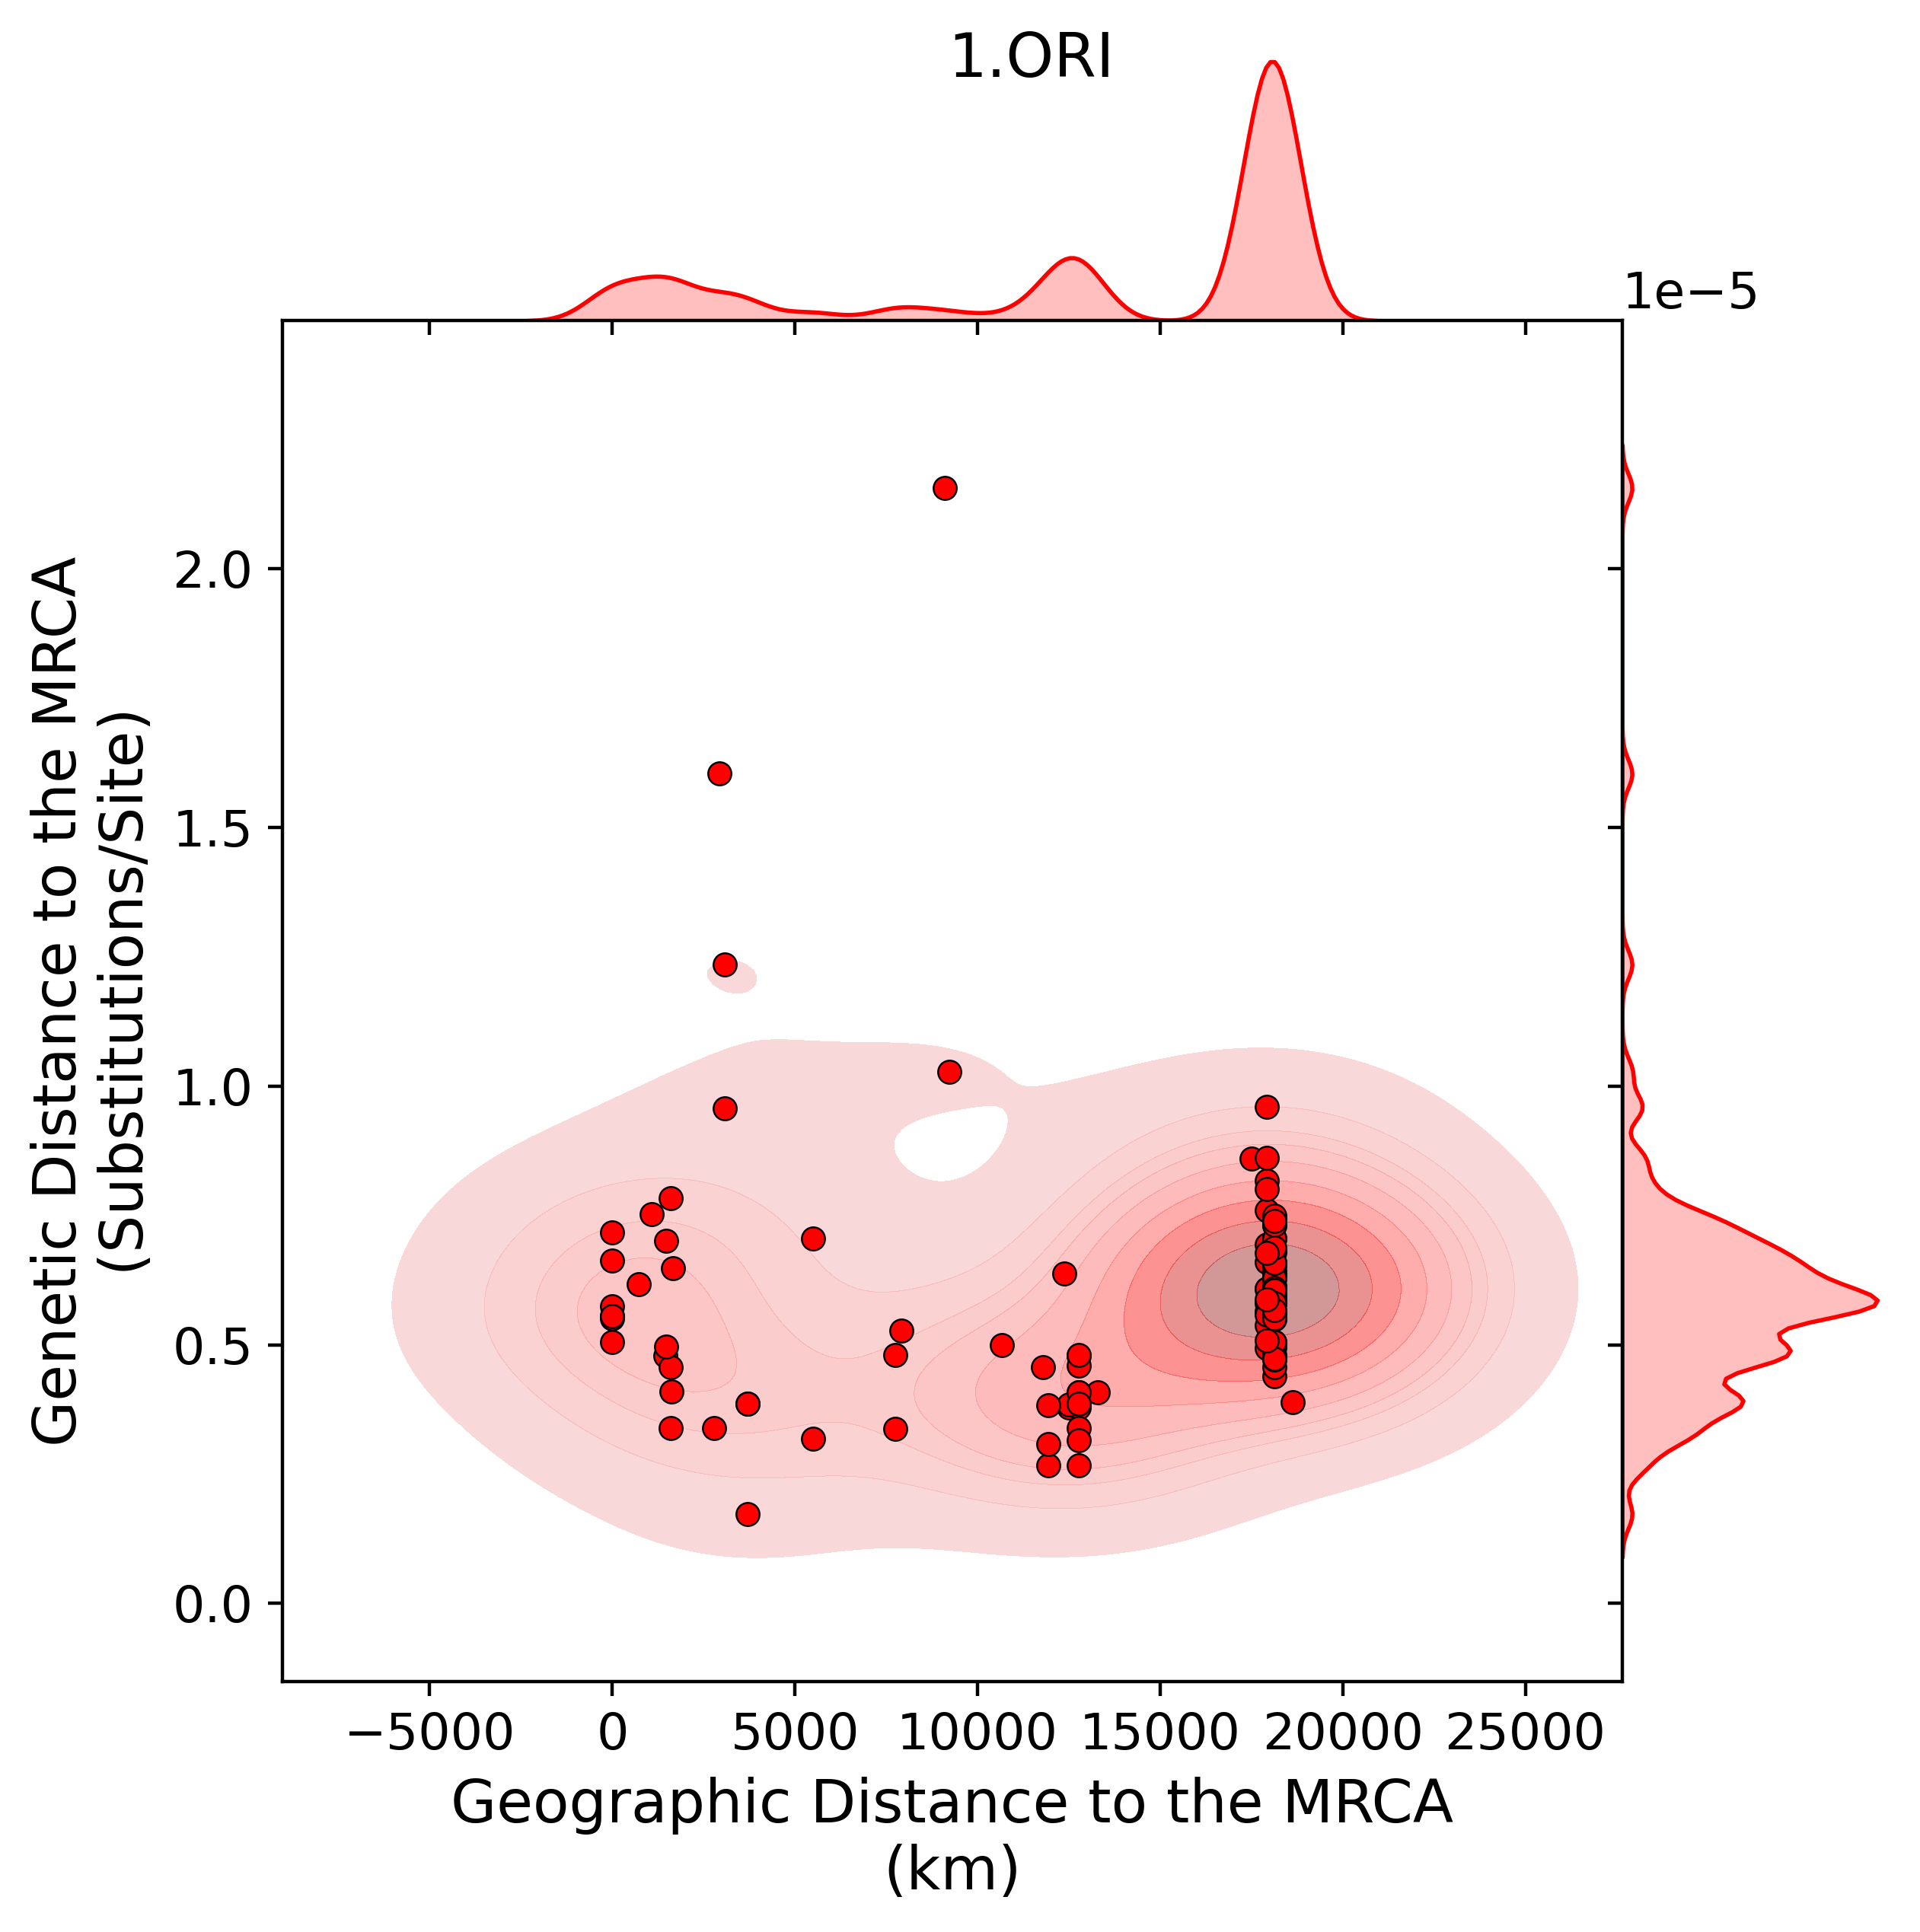 1.ORI
1e−5
Genetic Distance to the MRCA
(Substitutions/Site)
2.0
1.5
1.0
0.5
0.0
−5000 0 5000 10000 15000 20000 25000
Geographic Distance to the MRCA
(km)